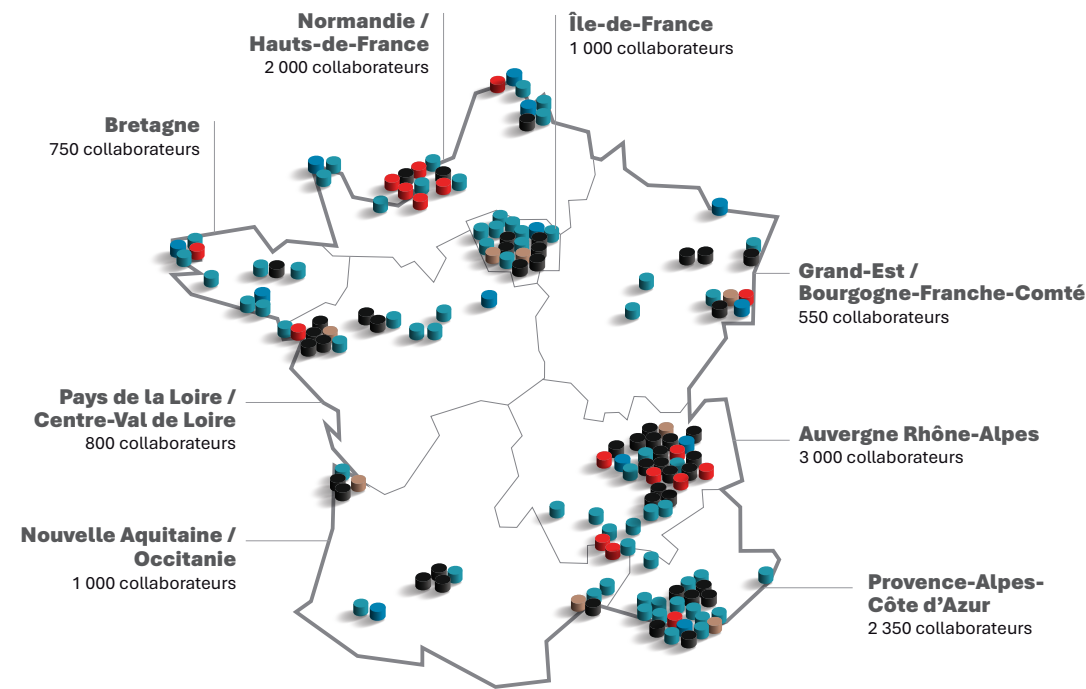 Normandie /
Hauts-de-France
2 000 collaborateurs
Île-de-France
1 000 collaborateurs
Bretagne
750 collaborateurs
Grand-Est /
Bourgogne-Franche-Comté
550 collaborateurs
Pays de la Loire /
Centre-Val de Loire
800 collaborateurs
Auvergne Rhône-Alpes
3 000 collaborateurs
Nouvelle Aquitaine /
Occitanie
1 000 collaborateurs
Provence-Alpes-
Côte d’Azur
2 350 collaborateurs